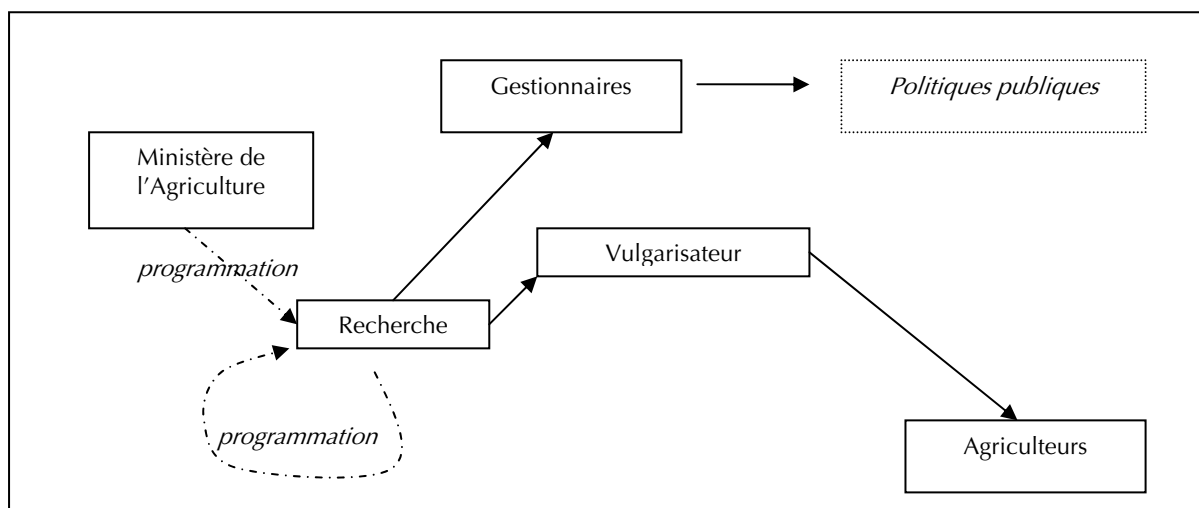 Gestionnaires
Politiques publiques
Ministère de
l'Agriculture
Vulgarisateur
programmation
Recherche
programmation
Agriculteurs